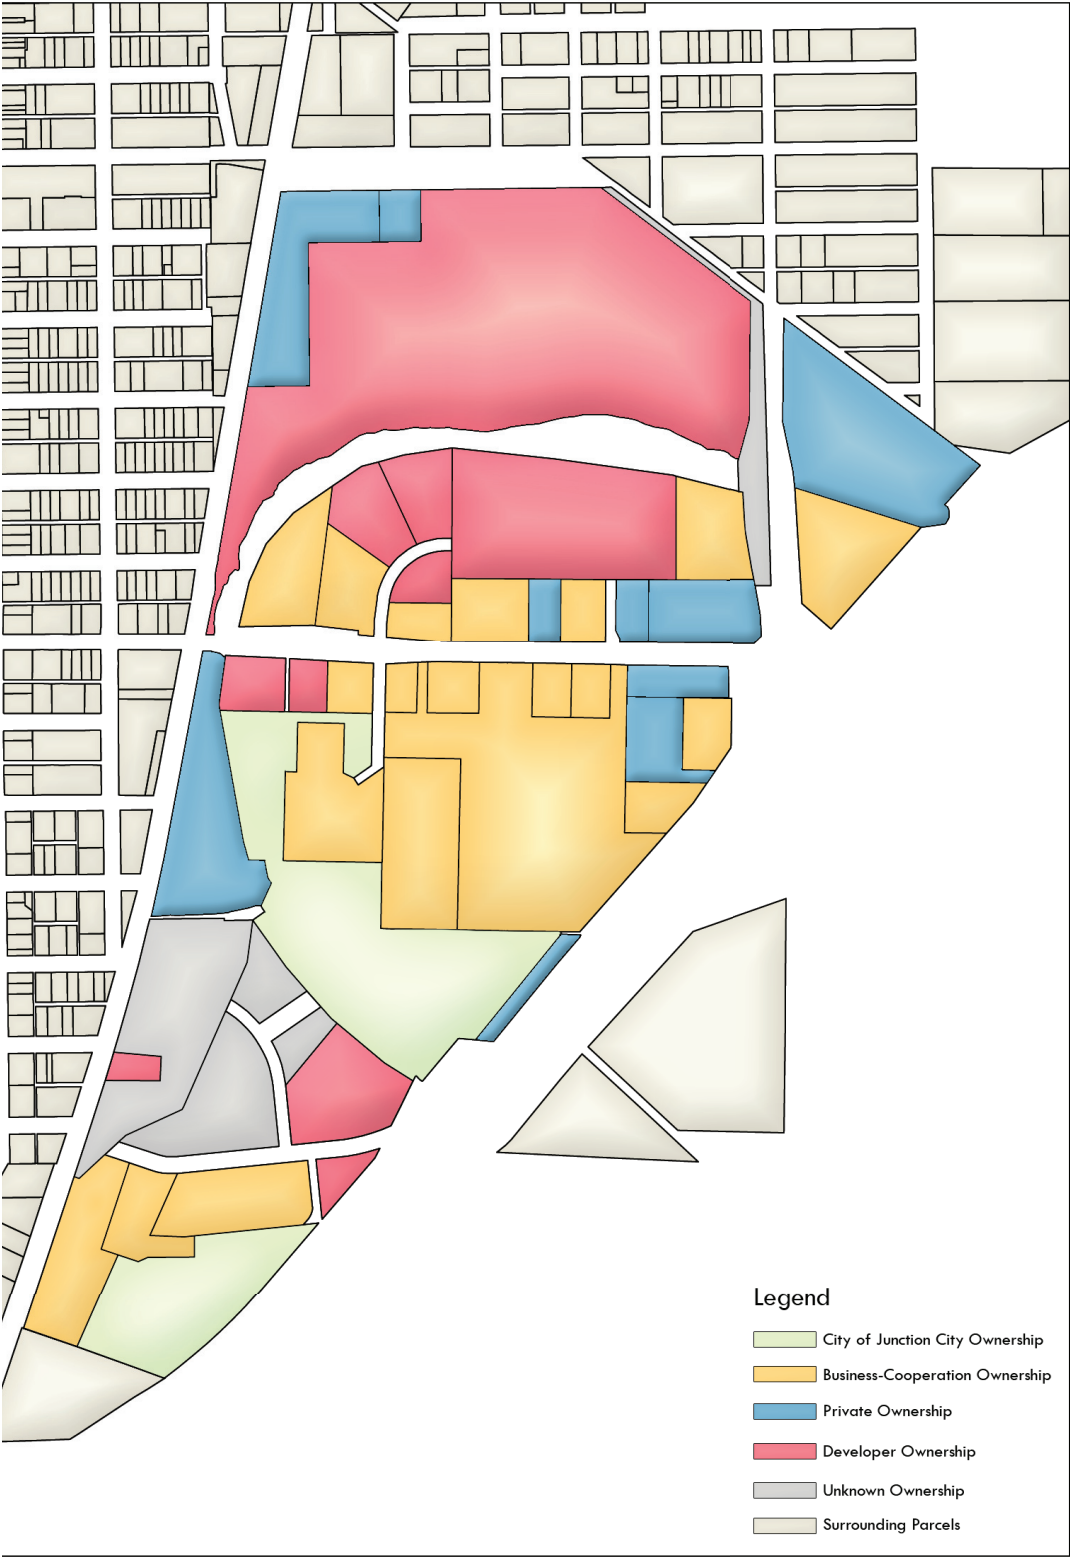 Legend
City of Junction City Ownership
Business-Cooperation Ownership
Private Ownership
Developer Ownership
Unknown Ownership
Surrounding Parcels